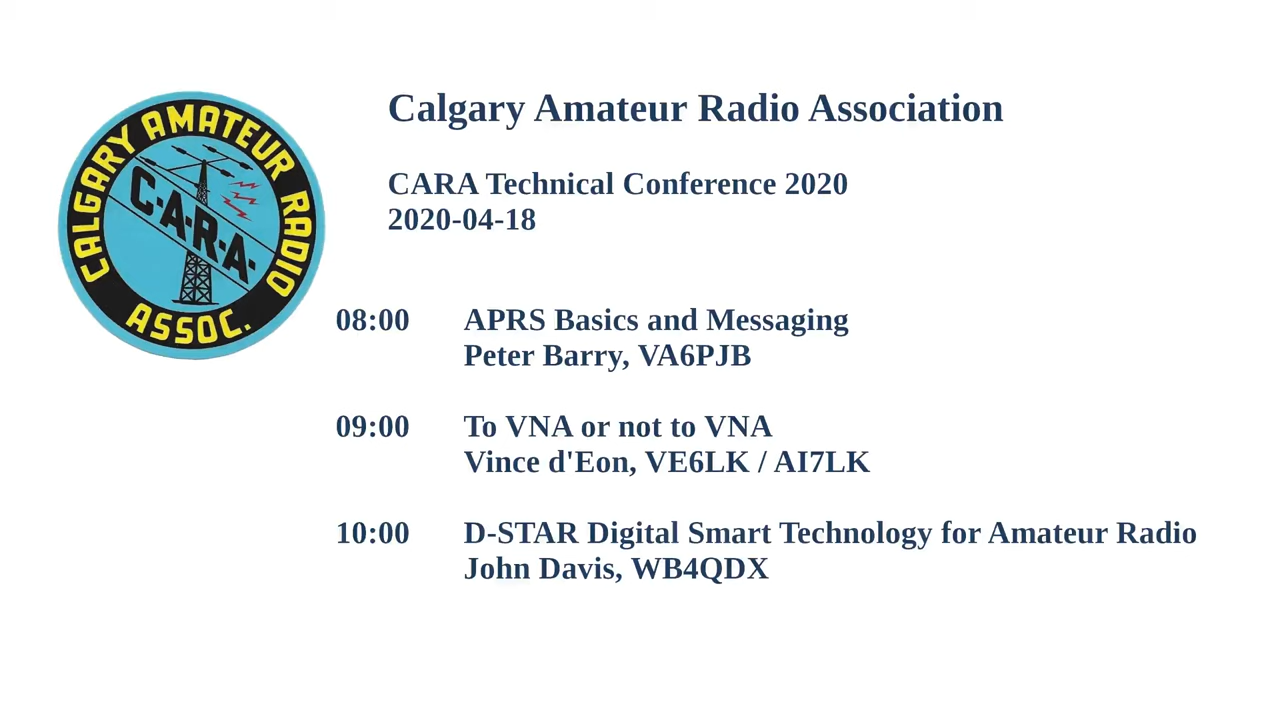 CALGARY AMATEUR RADIO
ASSOC.
C-A-R-A-
Calgary Amateur Radio Association
CARA Technical Conference 2020
2020-04-18
08:00 APRS Basics and Messaging
Peter Barry, VA6PJB
09:00 To VNA or not to VNA
Vince d'Eon, VE6LK / AI7LK
10:00 D-STAR Digital Smart Technology for Amateur Radio
John Davis, WB4QDX